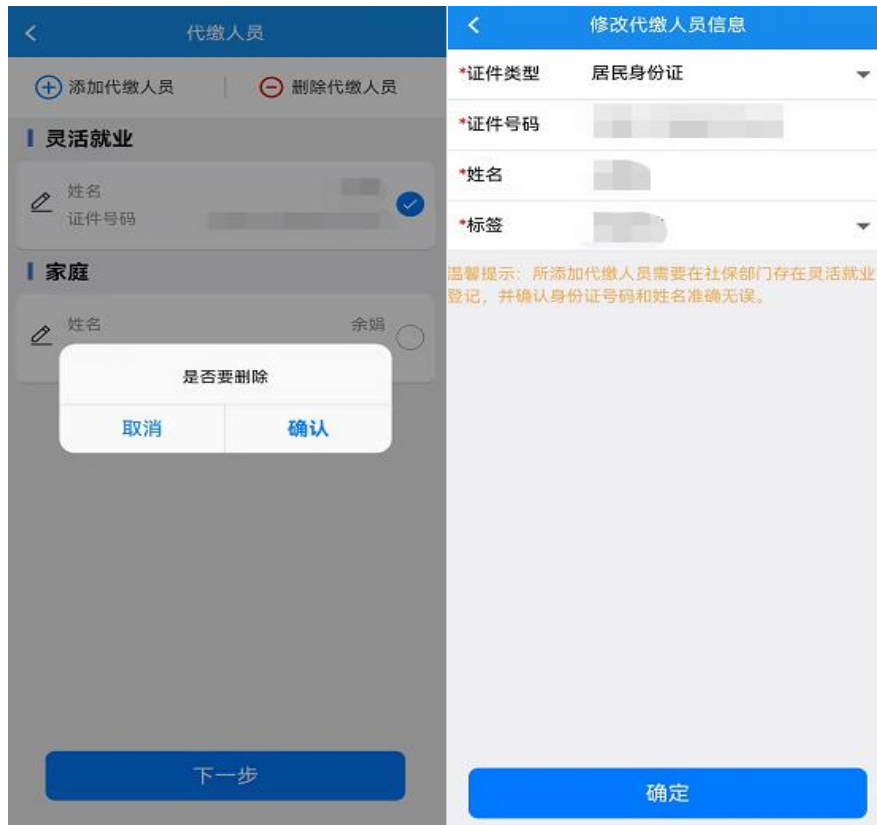 代缴人员
添加代缴人员
删除代缴人员
灵活就业
姓名
证件号码
家庭
姓名
余娟
是否要删除
取消
确认
下一步
修改代缴人员信息
*证件类型
居民身份证
*证件号码
*姓名
*标签
温馨提示：所添加代缴人员需要在社保部门存在灵活就业
登记，并确认身份证号码和姓名准确无误。
确定